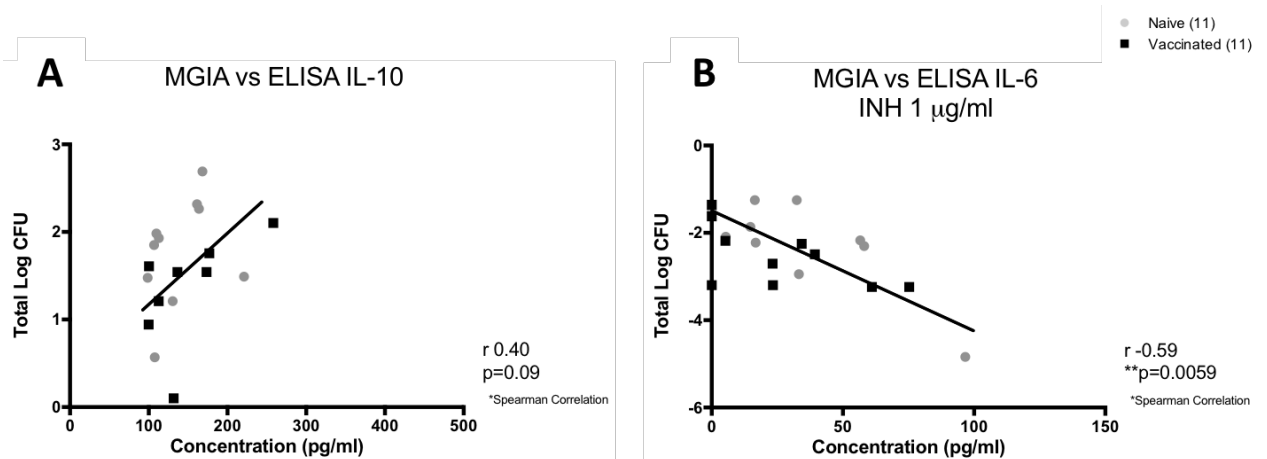 Naive (11)
Vaccinated (11)
A
MGIA vs ELISA IL-10
3
2
1
0
0 100 200 300 400 500
Total Log CFU
Concentration (pg/ml)
r 0.40
p=0.09
*Spearman Correlation
B
MGIA vs ELISA IL-6
INH 1 μg/ml
0
-2
-4
-6
0 50 100 150
Total Log CFU
Concentration (pg/ml)
r -0.59
**p=0.0059
*Spearman Correlation